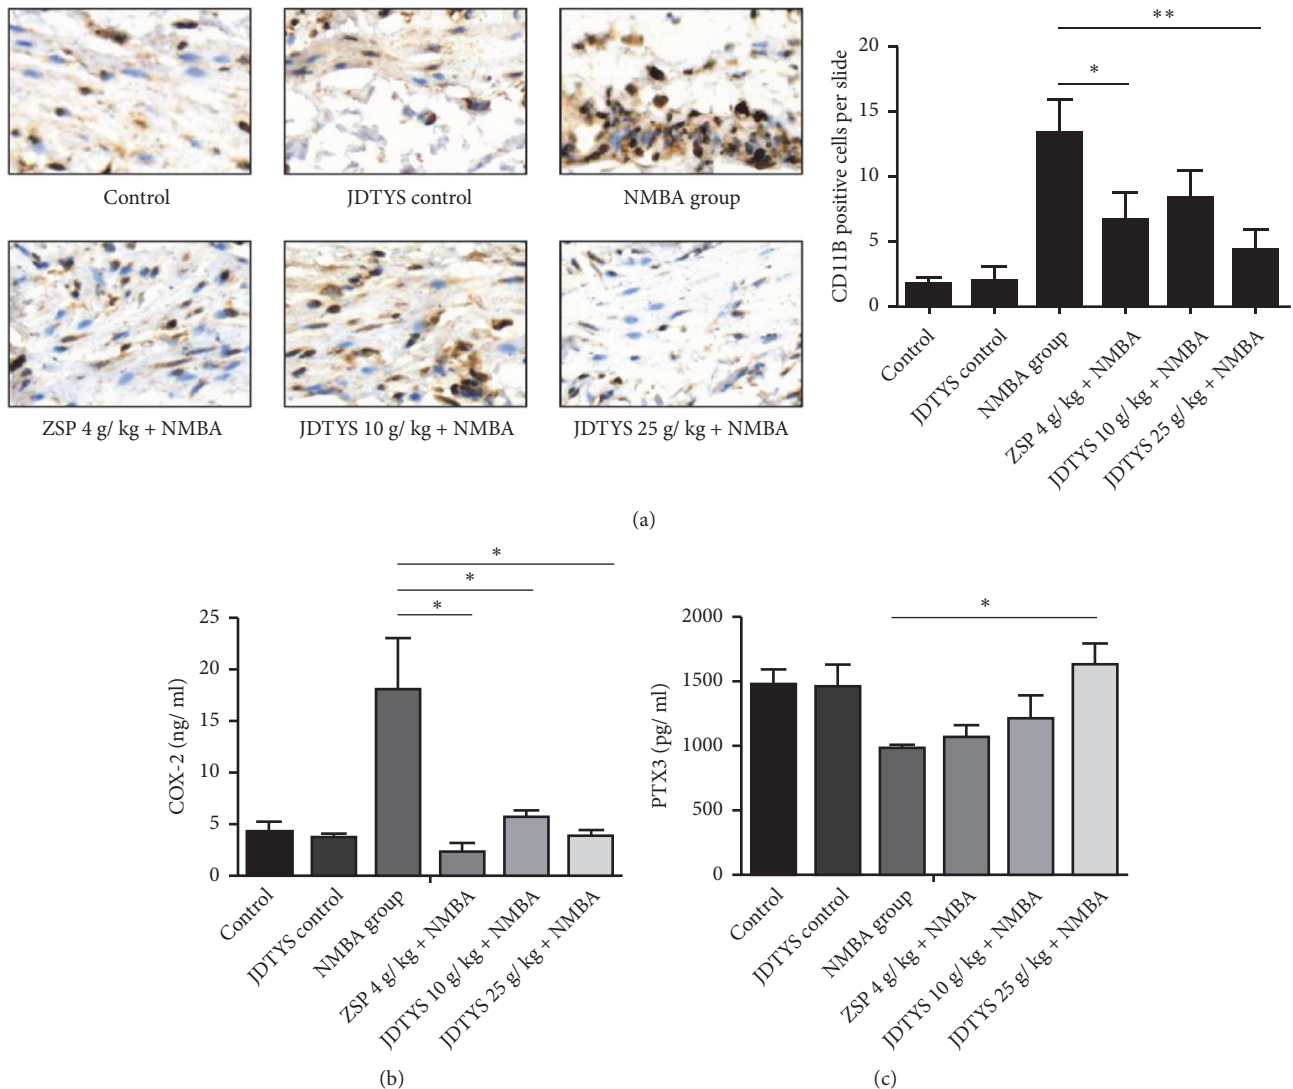 Control
JDTYS control
NMBA group
ZSP 4 g/ kg + NMBA
JDTYS 10 g/ kg + NMBA
JDTYS 25 g/ kg + NMBA
**
*
CD11B positive cells per slide
20
15
10
5
0
Control
JDTYS control
NMBA group
ZSP 4 g/ kg + NMBA
JDTYS 10 g/ kg + NMBA
JDTYS 25 g/ kg + NMBA
(a)
*
*
*
COX-2 (ng/ ml)
25
20
15
10
5
0
Control
JDTYS control
NMBA group
ZSP 4 g/ kg + NMBA
JDTYS 10 g/ kg + NMBA
JDTYS 25 g/ kg + NMBA
(b)
*
PTX3 (pg/ ml)
2000
1500
1000
500
0
Control
JDTYS control
NMBA group
ZSP 4 g/ kg + NMBA
JDTYS 10 g/ kg + NMBA
JDTYS 25 g/ kg + NMBA
(c)